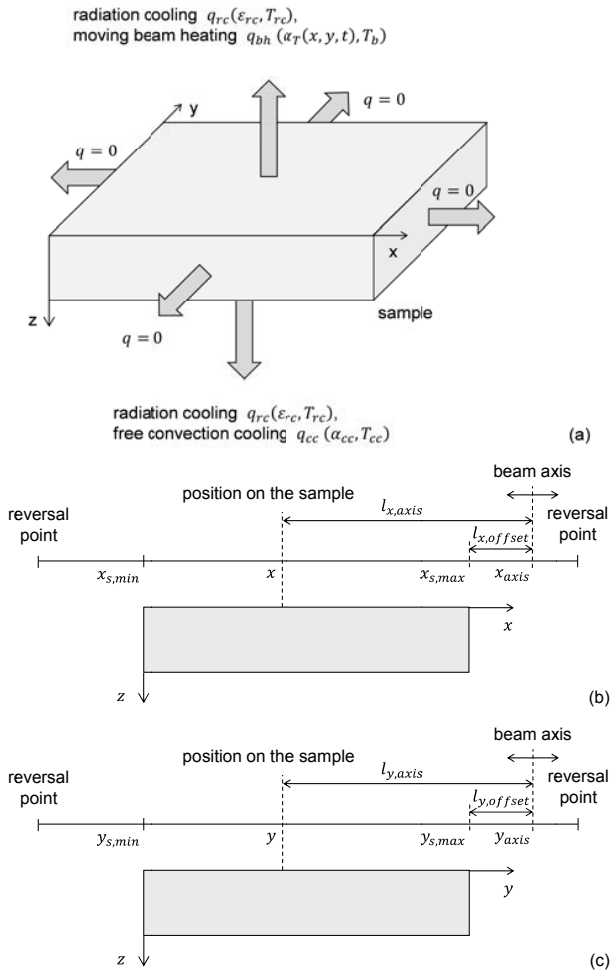 radiation cooling q_rc(ε_rc, T_rc),
moving beam heating q_bh (α_T(x, y, t), T_b)
y
q = 0
q = 0
q = 0
x
z
sample
q = 0
radiation cooling q_rc(ε_rc, T_rc),
free convection cooling q_cc (α_cc, T_cc)
(a)
beam axis
position on the sample
l_x,axis
reversal point
l_x,offset
reversal point
x_s,min x x_s,max x_axis
x
z
(b)
beam axis
position on the sample
l_y,axis
reversal point
l_y,offset
reversal point
y_s,min y y_s,max y_axis
y
z
(c)